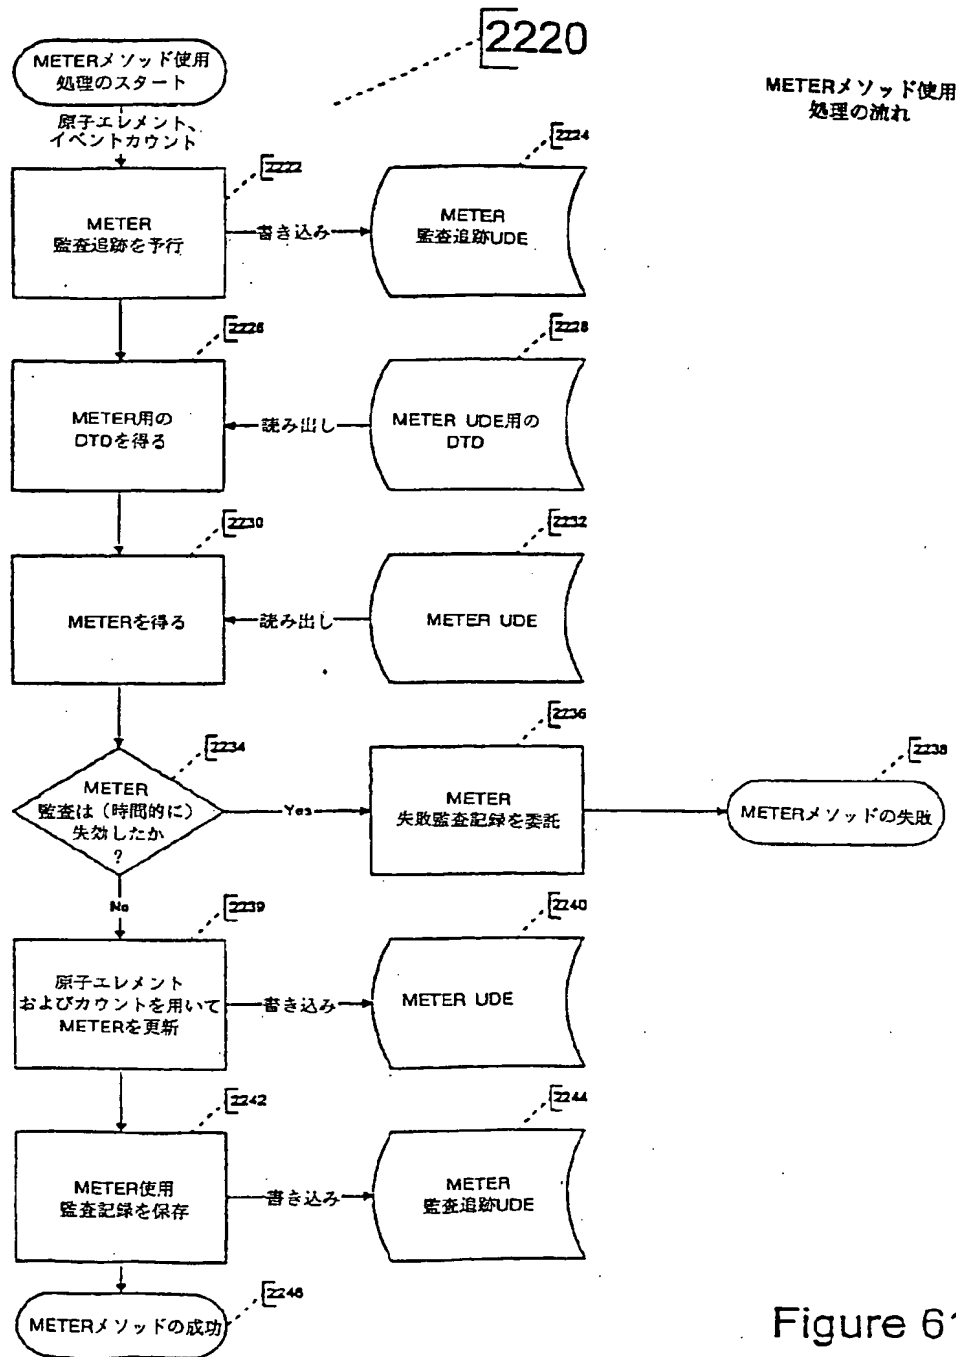 2220
METERメソッド使用
処理のスタート
METERメソッド使用
処理の流れ
原子エレメント、
イベントカウント
2222
2224
METER
監査追跡を予行
書き込み
METER
監査追跡UDE
2226
2228
METER用の
DTDを得る
読み出し
METER UDE用の
DTD
2230
2232
METERを得る
読み出し
METER UDE
2234
2236
2238
METER
監査は（時間的に）
失効したか
？
Yes
METER
失敗監査記録を委託
METERメソッドの失敗
No
2239
2240
原子エレメント
およびカウントを用いて
METERを更新
書き込み
METER UDE
2242
2244
METER使用
監査記録を保存
書き込み
METER
監査追跡UDE
2246
METERメソッドの成功
Figure 61